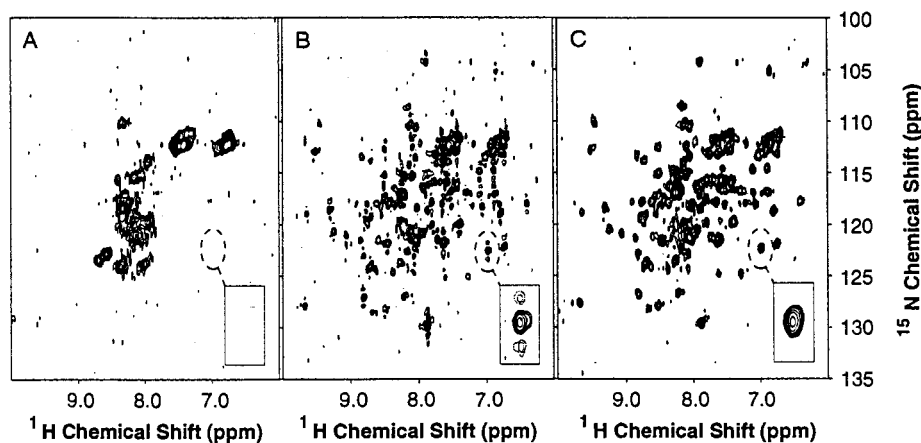 A
B
C
100
105
110
115
120
125
130
135
15 N Chemical Shift (ppm)
9.0 8.0 7.0
9.0 8.0 7.0
9.0 8.0 7.0
1 H Chemical Shift (ppm)
1 H Chemical Shift (ppm)
1 H Chemical Shift (ppm)